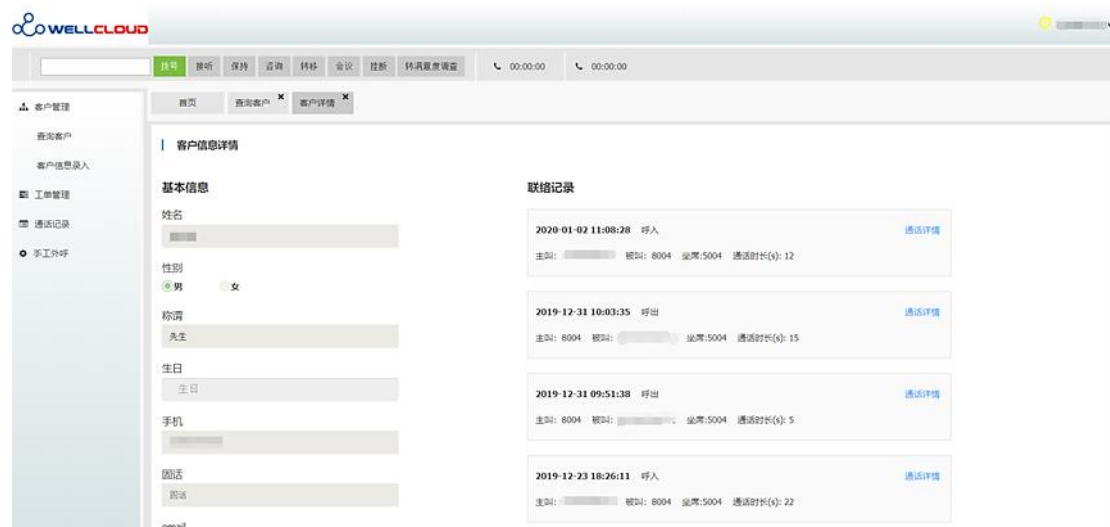 WELLCLOUD
拨号 接听 保持 咨询 转移 会议 挂断 转满意度调查 00:00:00 00:00:00
客户管理
查询客户
客户信息录入
工单管理
通话记录
手工外呼
首页 查询客户 客户详情
客户信息详情
基本信息
姓名
性别
男 女
称谓
先生
生日
生日
手机
固话
固话
email
联络记录
2020-01-02 11:08:28 呼入 通话详情
主叫: 被叫: 8004 坐席:5004 通话时长(s): 12
2019-12-31 10:03:35 呼出 通话详情
主叫: 8004 被叫: 坐席:5004 通话时长(s): 15
2019-12-31 09:51:38 呼出 通话详情
主叫: 8004 被叫: 坐席:5004 通话时长(s): 5
2019-12-23 18:26:11 呼入 通话详情
主叫: 被叫: 8004 坐席:5004 通话时长(s): 22